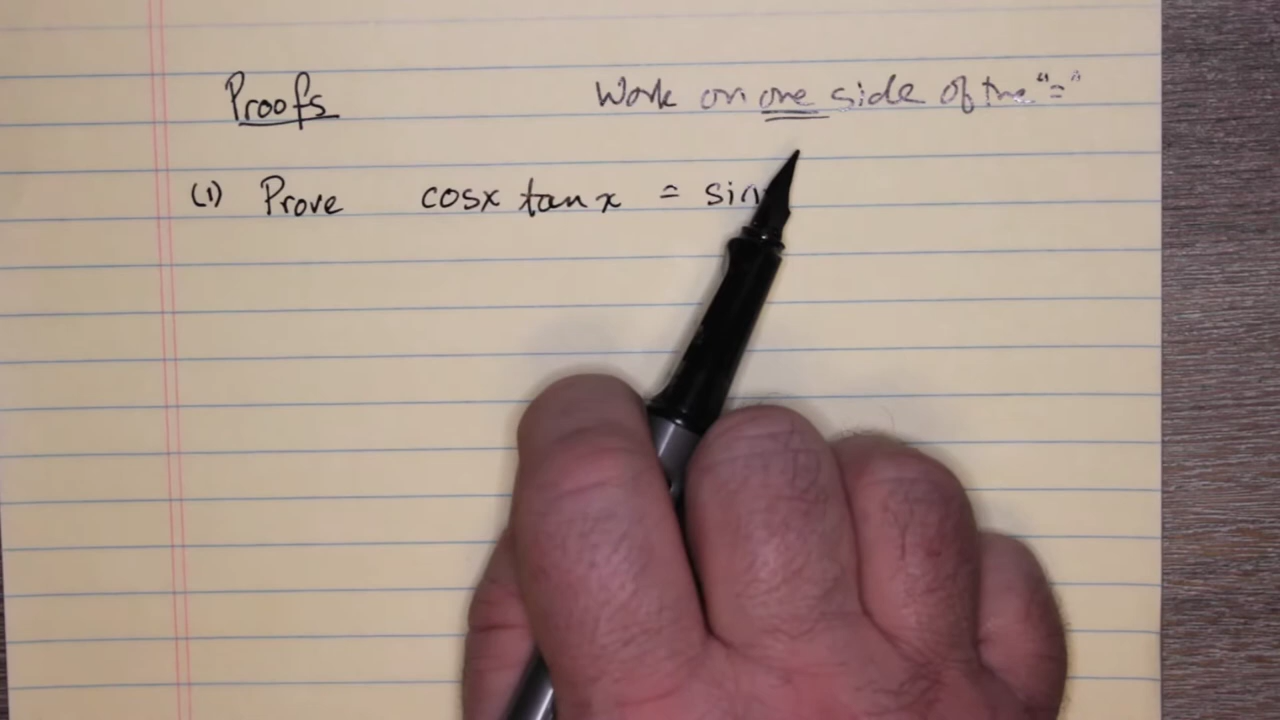 Proofs Work on one side of the "="
(1) Prove cosx tanx = sin